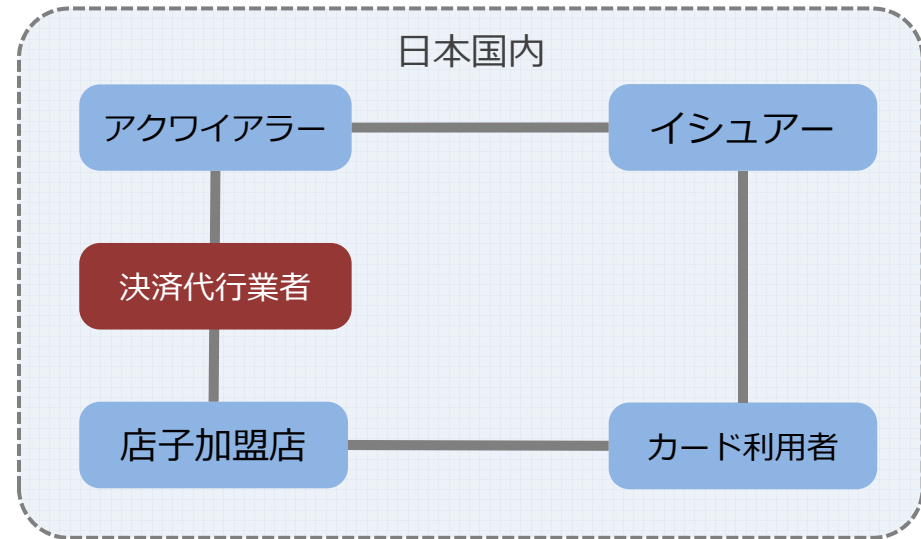 日本国内
アクワイアラー
イシュアー
決済代行業者
店子加盟店
カード利用者